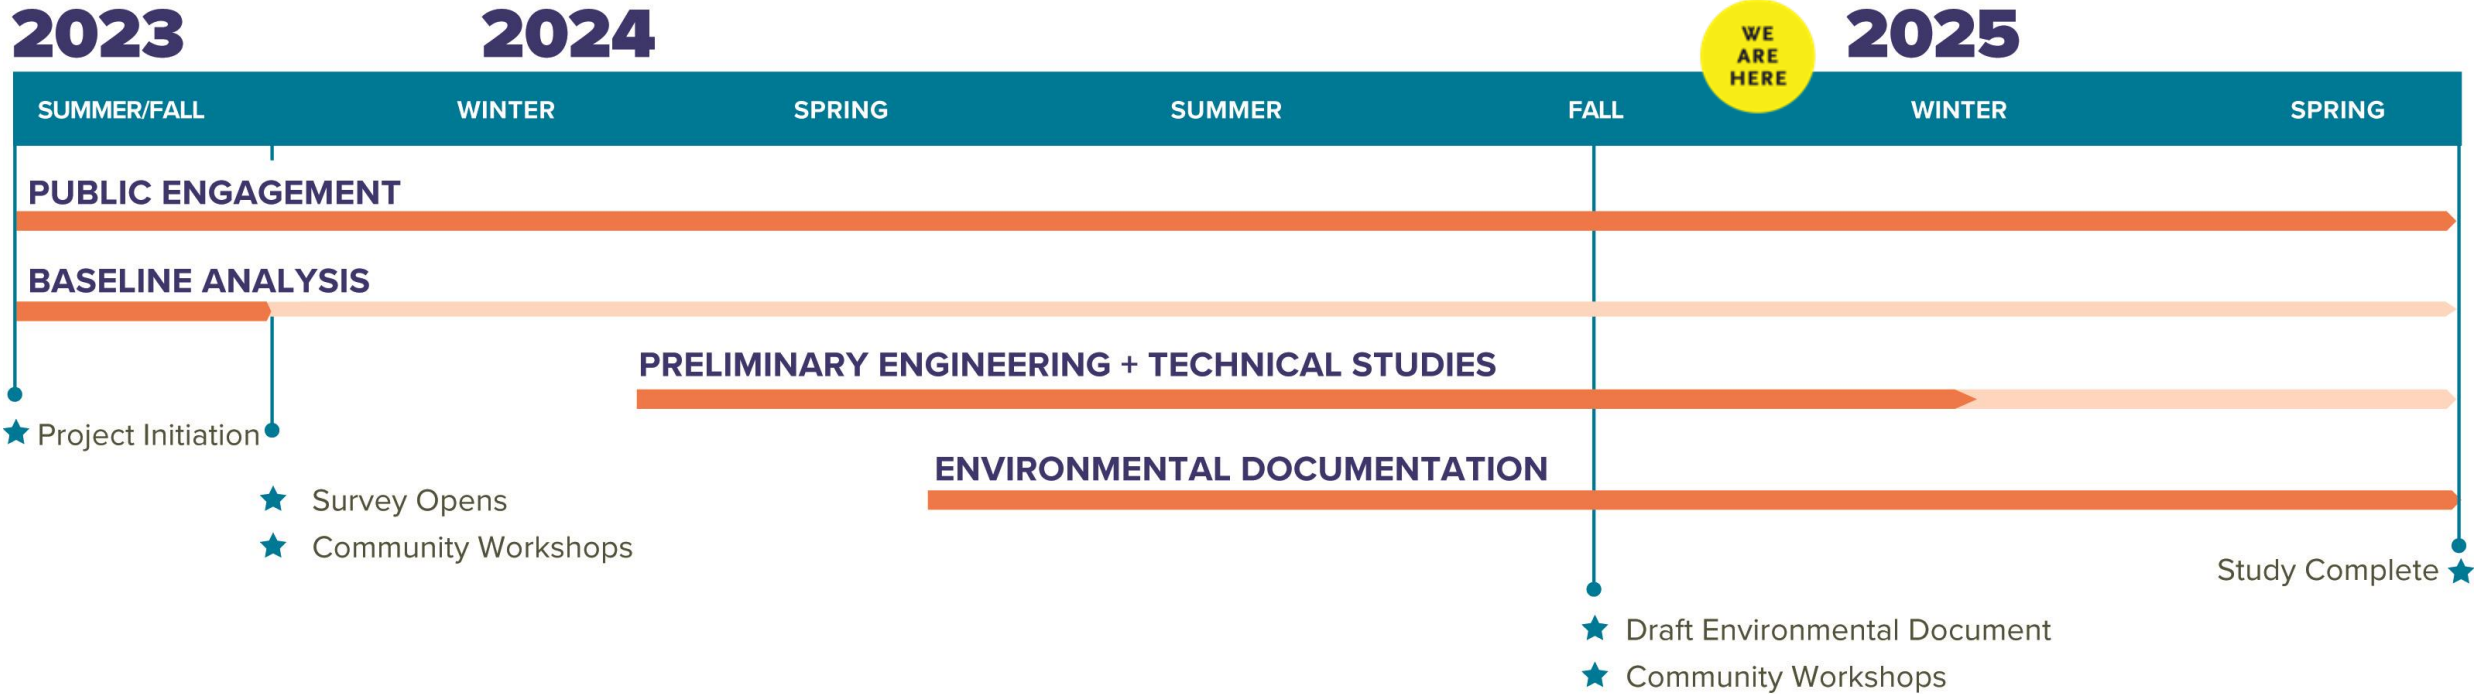 2023
2024
WE
ARE
HERE
2025
SUMMER/FALL
WINTER
SPRING
SUMMER
FALL
WINTER
SPRING
PUBLIC ENGAGEMENT
BASELINE ANALYSIS
PRELIMINARY ENGINEERING + TECHNICAL STUDIES
Project Initiation
ENVIRONMENTAL DOCUMENTATION
Survey Opens
Community Workshops
Study Complete
Draft Environmental Document
Community Workshops